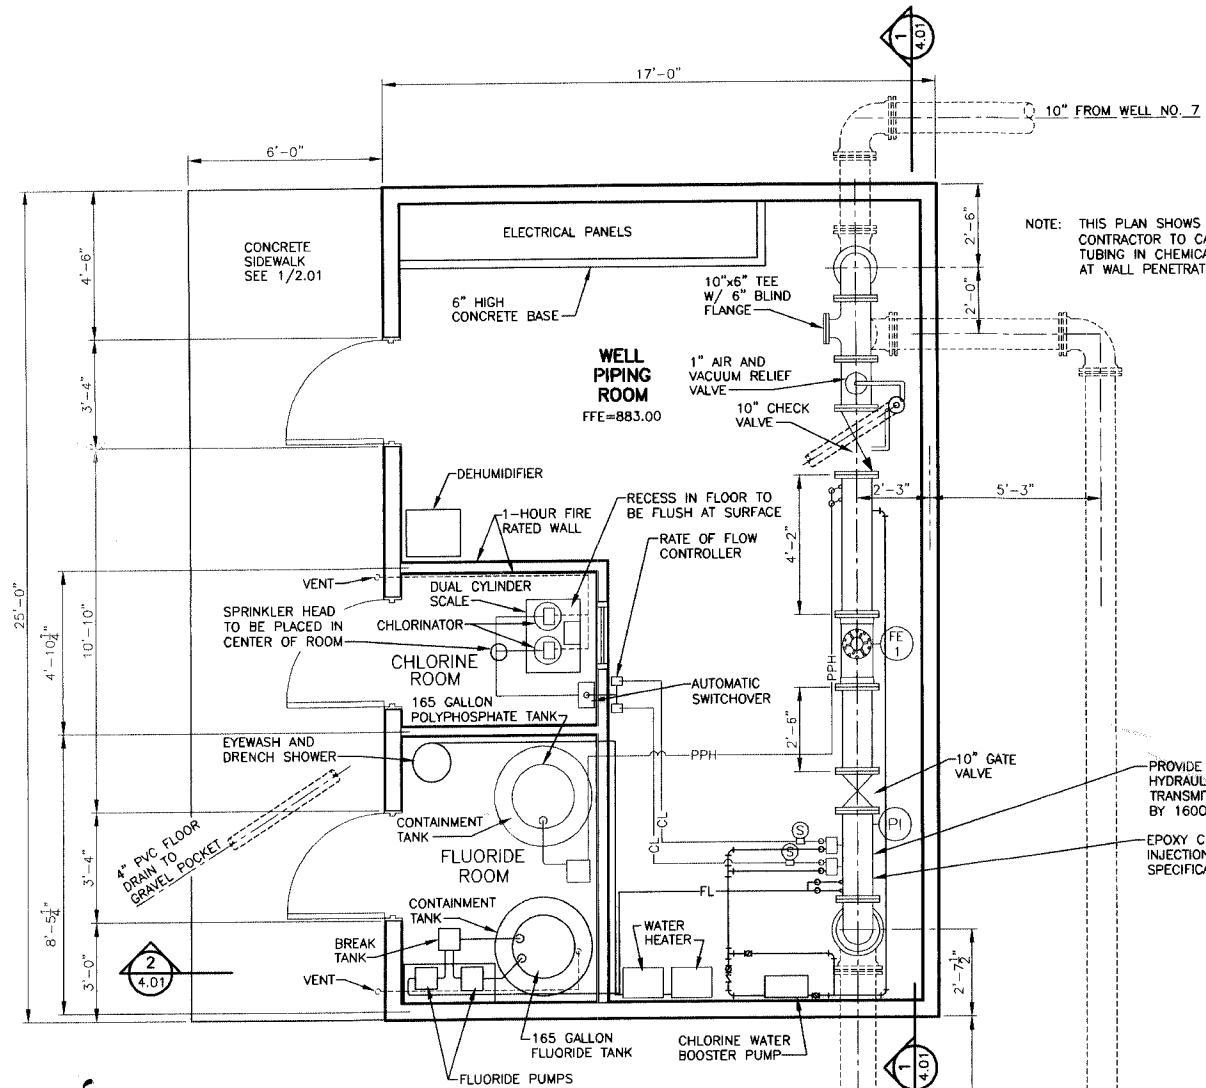 1
4.01
17'-0"
10" FROM WELL NO. 7
6'-0"
ELECTRICAL PANELS
CONCRETE
SIDEWALK
SEE 1/2.01
4'-6"
2'-6"
NOTE: THIS PLAN SHOWS
CONTRACTOR TO CA
TUBING IN CHEMICA
AT WALL PENETRAT
10"x6" TEE
W/ 6" BLIND
FLANGE
6" HIGH
CONCRETE BASE
2'-0"
WELL
PIPING
ROOM
FFE=883.00
1" AIR AND
VACUUM RELIEF
VALVE
3'-4"
10" CHECK
VALVE
DEHUMIDIFIER
2'-3"
5'-3"
RECESS IN FLOOR TO
BE FLUSH AT SURFACE
1-HOUR FIRE
RATED WALL
RATE OF FLOW
CONTROLLER
4'-2"
25'-0"
VENT
DUAL CYLINDER
SCALE
SPRINKLER HEAD
TO BE PLACED IN
CENTER OF ROOM
CHLORINATOR
4'-10 1/4"
10'-10"
FE
1
CHLORINE
ROOM
PPH
AUTOMATIC
SWITCHOVER
165 GALLON
POLYPHOSPHATE TANK
2'-6"
EYEWASH AND
DRENCH SHOWER
PPH
10" GATE
VALVE
PROVIDE
HYDRAUL
TRANSMIT
BY 1600
4" PVC FLOOR
DRAIN TO
GRAVEL POCKET
CONTAINMENT
TANK
CL
CL
S
S
PI
FLUORIDE
ROOM
EPOXY C
INJECTION
SPECIFICA
3'-4"
8'-5 1/4"
CONTAINMENT
TANK
FL
BREAK
TANK
WATER
HEATER
2
4.01
3'-0"
VENT
2'-7 1/2"
165 GALLON
FLUORIDE TANK
CHLORINE WATER
BOOSTER PUMP
FLUORIDE PUMPS
1
4.01